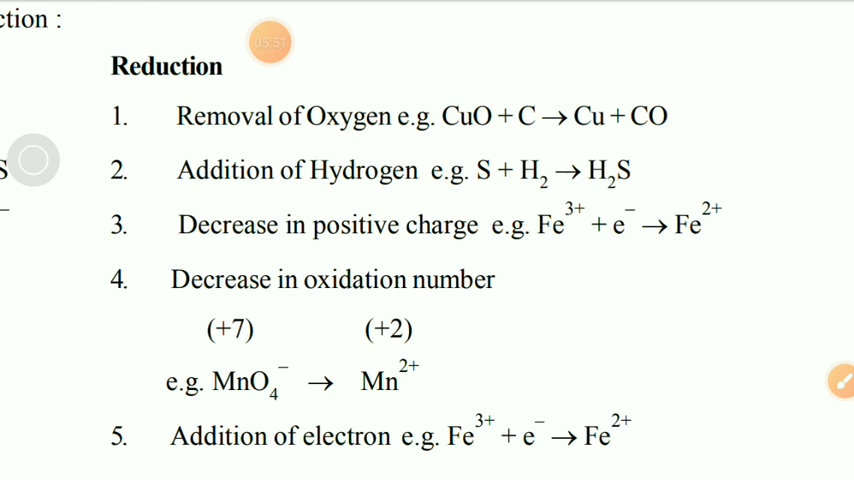 ction :
05:51
Reduction
1. Removal of Oxygen e.g. CuO + C → Cu + CO
S
2. Addition of Hydrogen e.g. S + H₂ → H₂S
–
3. Decrease in positive charge e.g. Fe³⁺ + e⁻ → Fe²⁺
4. Decrease in oxidation number
(+7) (+2)
e.g. MnO₄⁻ → Mn²⁺
5. Addition of electron e.g. Fe³⁺ + e⁻ → Fe²⁺